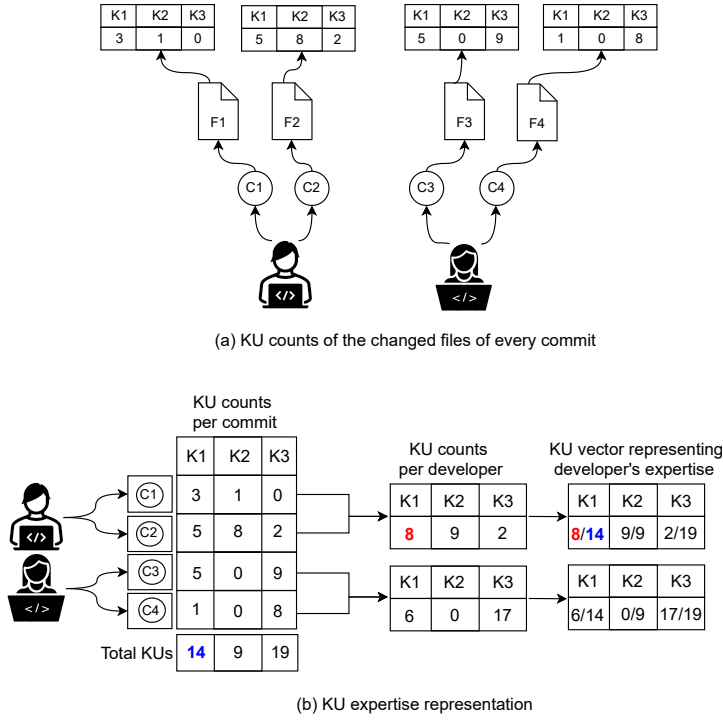 K1 K2 K3 K1 K2 K3 K1 K2 K3 K1 K2 K3
3 1 0 5 8 2 5 0 9 1 0 8
F1 F2 F3 F4
C1 C2 C3 C4
</> </>
(a) KU counts of the changed files of every commit
KU counts
per commit
K1 K2 K3
C1 3 1 0
C2 5 8 2
C3 5 0 9
C4 1 0 8
Total KUs 14 9 19
</>
</>
KU counts
per developer
K1 K2 K3
8 9 2
K1 K2 K3
6 0 17
KU vector representing
developer's expertise
K1 K2 K3
8/14 9/9 2/19
K1 K2 K3
6/14 0/9 17/19
(b) KU expertise representation